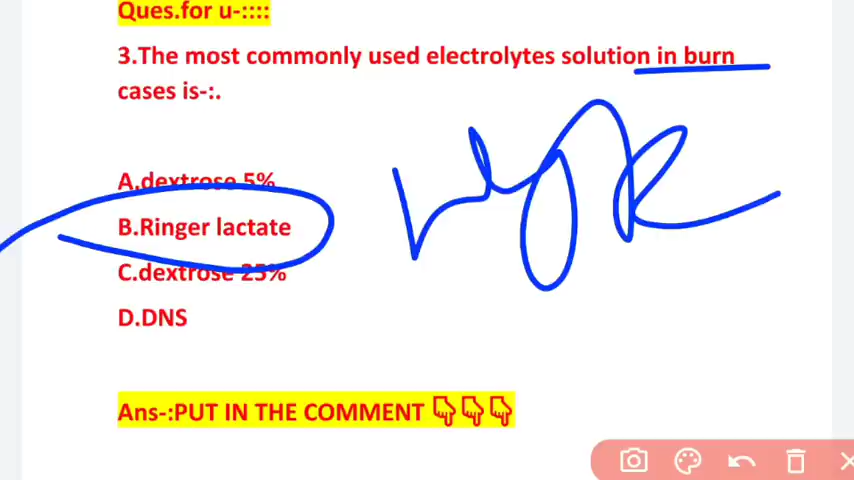 Ques.for u-::::
3.The most commonly used electrolytes solution in burn
cases is-:.
A.dextrose 5%
B.Ringer lactate
C.dextrose 25%
D.DNS
Ans-:PUT IN THE COMMENT 👇👇👇